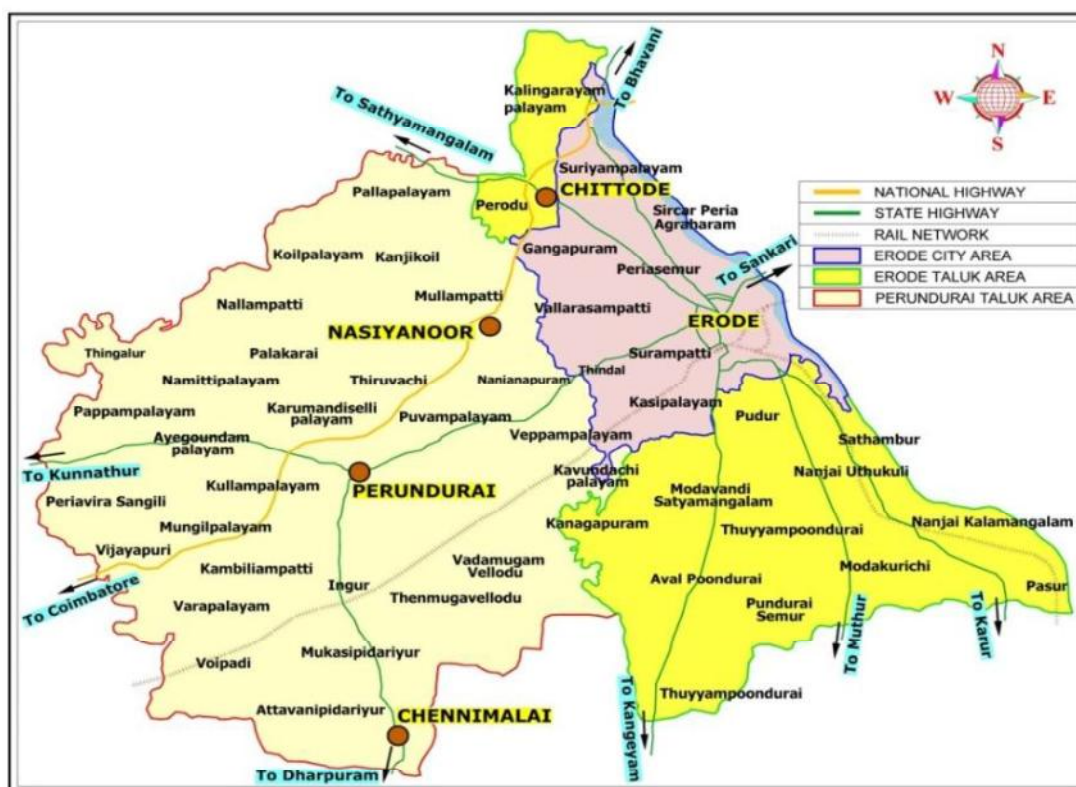 N
W
E
S
NATIONAL HIGHWAY
STATE HIGHWAY
RAIL NETWORK
ERODE CITY AREA
ERODE TALUK AREA
PERUNDURAI TALUK AREA
To Bhavani
Kalingarayam
palayam
To Sathyamangalam
Suriyampalayam
Pallapalayam
CHITTODE
Perodu
Sircar Peria
Agraharam
Gangapuram
Koilpalayam
Kanjikoil
Periasemur
To Sankari
Mullampatti
Nallampatti
Vallarasampatti
NASIYANOOR
ERODE
Thingalur
Palakarai
Surampatti
Thindal
Namittipalayam
Thiruvachi
Nanianapuram
Pappampalayam
Karumandiselli
palayam
Puvampalayam
Kasipalayam
Pudur
Ayegoundam
palayam
Veppampalayam
Sathambur
To Kunnathur
Kavundachi
palayam
Nanjai Uthukuli
PERUNDURAI
Kullampalayam
Periavira Sangili
Modavandi
Satyamangalam
Mungilpalayam
Kanagapuram
Thuyyampoondurai
Nanjai Kalamangalam
Vijayapuri
Kambiliampatti
Vadamugam
Vellodu
Modakurichi
To Coimbatore
Ingur
Aval Poondurai
Pasur
Varapalayam
Thenmugavellodu
Pundurai
Semur
To Muthur
To Karur
Mukasipidariyur
Voipadi
Thuyyampoondurai
Attavanipidariyur
CHENNIMALAI
To Kangeyam
To Dharpuram